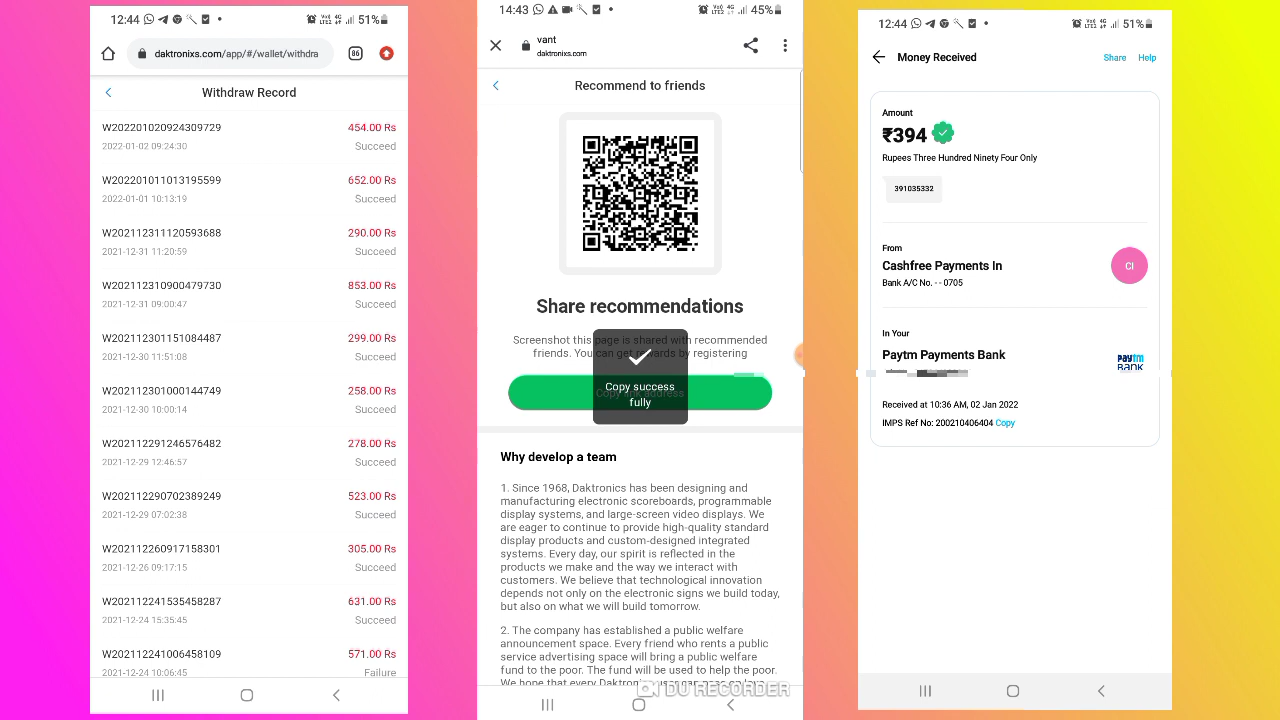 12:44
51%
daktronixs.com/app/#/wallet/withdra
86
Withdraw Record
W202201020924309729 454.00 Rs
2022-01-02 09:24:30 Succeed
W202201011013195599 652.00 Rs
2022-01-01 10:13:19 Succeed
W202112311120593688 290.00 Rs
2021-12-31 11:20:59 Succeed
W202112310900479730 853.00 Rs
2021-12-31 09:00:47 Succeed
W202112301151084487 299.00 Rs
2021-12-30 11:51:08 Succeed
W202112301000144749 258.00 Rs
2021-12-30 10:00:14 Succeed
W202112291246576482 278.00 Rs
2021-12-29 12:46:57 Succeed
W202112290702389249 523.00 Rs
2021-12-29 07:02:38 Succeed
W202112260917158301 305.00 Rs
2021-12-26 09:17:15 Succeed
W202112241535458287 631.00 Rs
2021-12-24 15:35:45 Succeed
W202112241006458109 571.00 Rs
2021-12-24 10:06:45 Failure
14:43
45%
vant
daktronixs.com
Recommend to friends
Share recommendations
Screenshot this page is shared with recommended
friends. You can get rewards by registering
Copy link address
Copy success
fully
Why develop a team
1. Since 1968, Daktronics has been designing and
manufacturing electronic scoreboards, programmable
display systems, and large-screen video displays. We
are eager to continue to provide high-quality standard
display products and custom-designed integrated
systems. Every day, our spirit is reflected in the
products we make and the way we interact with
customers. We believe that technological innovation
depends not only on the electronic signs we build today,
but also on what we will build tomorrow.
2. The company has established a public welfare
announcement space. Every friend who rents a public
service advertising space will bring a public welfare
fund to the poor. The fund will be used to help the poor.
We hope that every Daktronics
DU RECORDER
12:44
51%
Money Received Share Help
Amount
₹394
Rupees Three Hundred Ninety Four Only
391035332
From
Cashfree Payments In
CI
Bank A/C No. - - 0705
In Your
Paytm Payments Bank
paytm
BANK
Received at 10:36 AM, 02 Jan 2022
IMPS Ref No: 200210406404 Copy